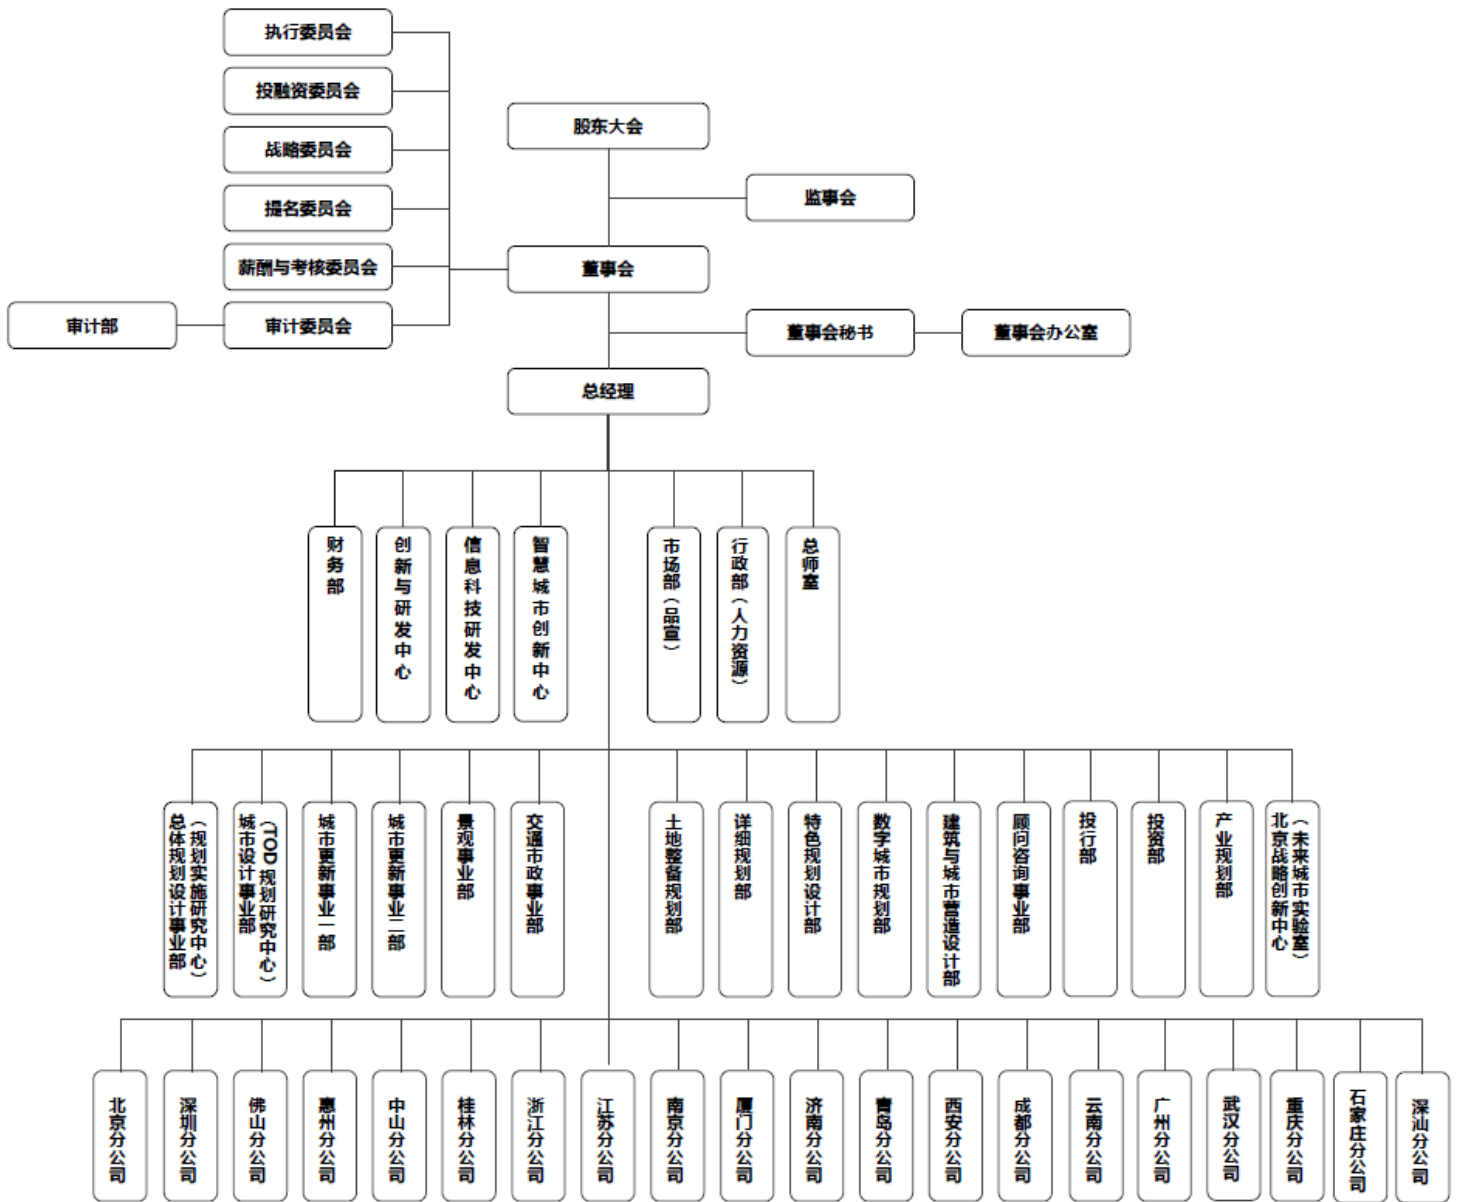 执行委员会
投融资委员会
战略委员会
提名委员会
薪酬与考核委员会
审计委员会
审计部
股东大会
监事会
董事会
董事会秘书
董事会办公室
总经理
财务部
创新与研发中心
信息科技研发中心
智慧城市创新中心
市场部（品宣）
行政部（人力资源）
总师室
总体规划设计事业部
（规划实施研究中心）
城市设计事业部
（TOD规划研究中心）
城市更新事业一部
城市更新事业二部
景观事业部
交通市政事业部
土地整备规划部
详细规划部
特色规划设计部
数字城市规划部
建筑与城市营造设计部
顾问咨询事业部
投行部
投资部
产业规划部
北京战略创新中心
（未来城市实验室）
北京分公司
深圳分公司
佛山分公司
惠州分公司
中山分公司
桂林分公司
浙江分公司
江苏分公司
南京分公司
厦门分公司
济南分公司
青岛分公司
西安分公司
成都分公司
云南分公司
广州分公司
武汉分公司
重庆分公司
石家庄分公司
深汕分公司